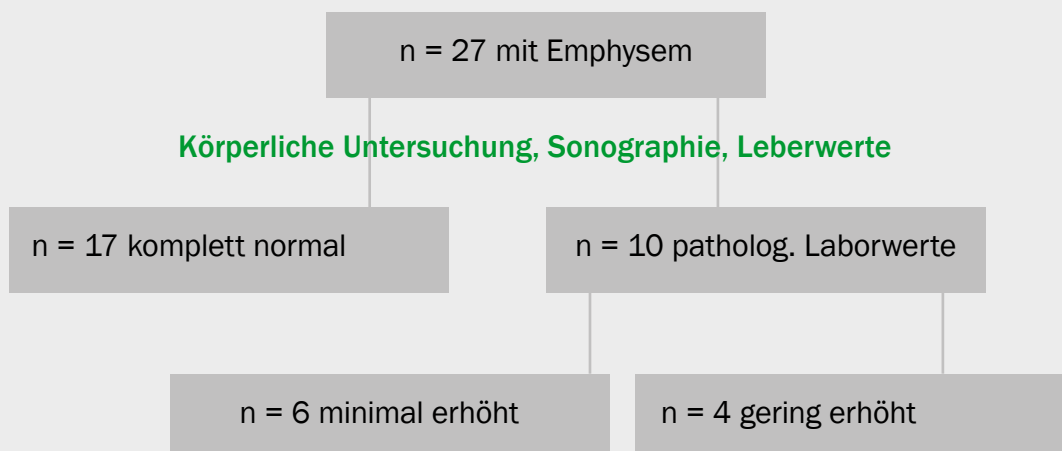 n = 27 mit Emphysem
Körperliche Untersuchung, Sonographie, Leberwerte
n = 17 komplett normal
n = 10 patholog. Laborwerte
n = 6 minimal erhöht
n = 4 gering erhöht